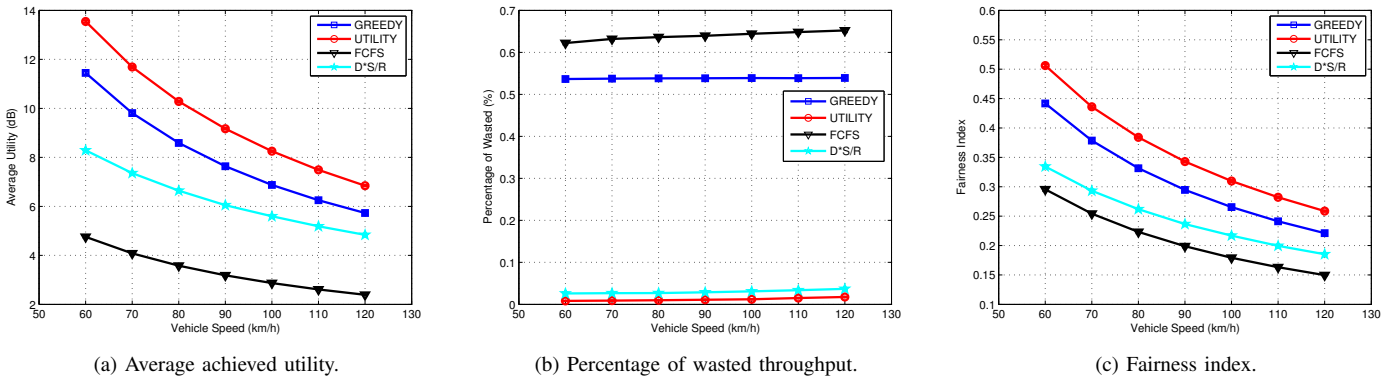 14
12
10
8
6
4
2
50
60
70
80
90
100
110
120
130
Average Utility (dB)
Vehicle Speed (km/h)
GREEDY
UTILITY
FCFS
D*S/R
(a) Average achieved utility.
0.7
0.6
0.5
0.4
0.3
0.2
0.1
0
50
60
70
80
90
100
110
120
130
Percentage of Wasted (%)
Vehicle Speed (km/h)
GREEDY
UTILITY
FCFS
D*S/R
(b) Percentage of wasted throughput.
0.6
0.55
0.5
0.45
0.4
0.35
0.3
0.25
0.2
0.15
0.1
50
60
70
80
90
100
110
120
130
Fairness Index
Vehicle Speed (km/h)
GREEDY
UTILITY
FCFS
D*S/R
(c) Fairness index.